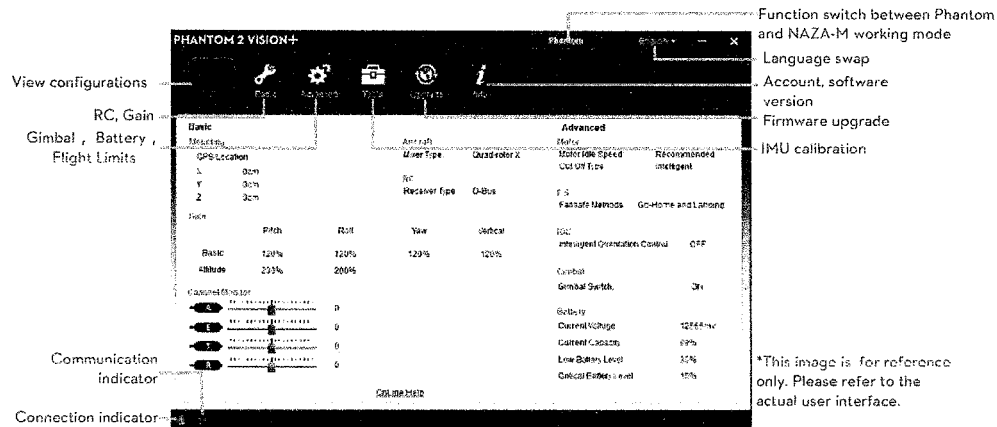 Function switch between Phantom
and NAZA-M working mode
Language swap
Account, software
version
Firmware upgrade
IMU calibration
View configurations
RC, Gain
Gimbal , Battery ,
Flight Limits
Communication
indicator
Connection indicator
*This image is for reference
only. Please refer to the
actual user interface.
PHANTOM 2 VISION+
Phantom
English
Basic
Tools
Upgrade
Basic
Mounting
GPS Location
X 0cm
Y 0cm
Z 0cm
Gain
Pitch Roll Yaw Vertical
Basic 120% 120% 120% 120%
Altitude 200% 200%
Channel Monitor
A 0
E 0
T 0
R 0
Aircraft
Mixer Type Quad-rotor X
RC
Receiver Type D-Bus
Advanced
Motor
Motor Idle Speed Recommended
Cut Off Type Intelligent
F/S
Failsafe Methods Go-Home and Landing
IOC
Intelligent Orientation Control OFF
Gimbal
Gimbal Switch ON
Battery
Current Voltage
Current Capacity
Low Battery Level 30%
Critical Battery Level
OnLine Help